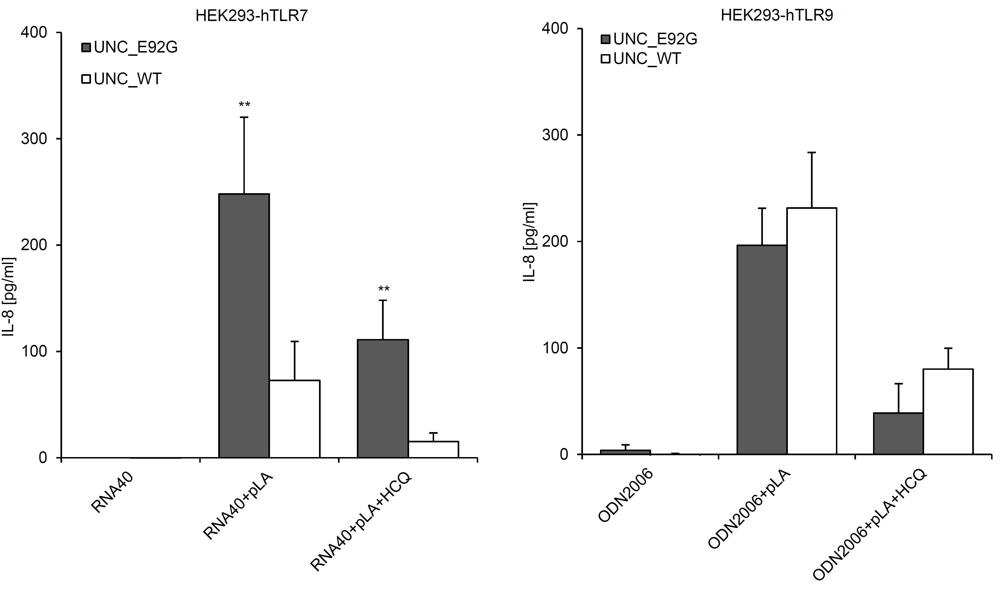 HEK293-hTLR7
400
300
200
100
0
IL-8 [pg/ml]
UNC_E92G
UNC_WT
**
**
RNA40
RNA40+pLA
RNA40+pLA+HCQ
HEK293-hTLR9
400
300
200
100
0
IL-8 [pg/ml]
UNC_E92G
UNC_WT
ODN2006
ODN2006+pLA
ODN2006+pLA+HCQ